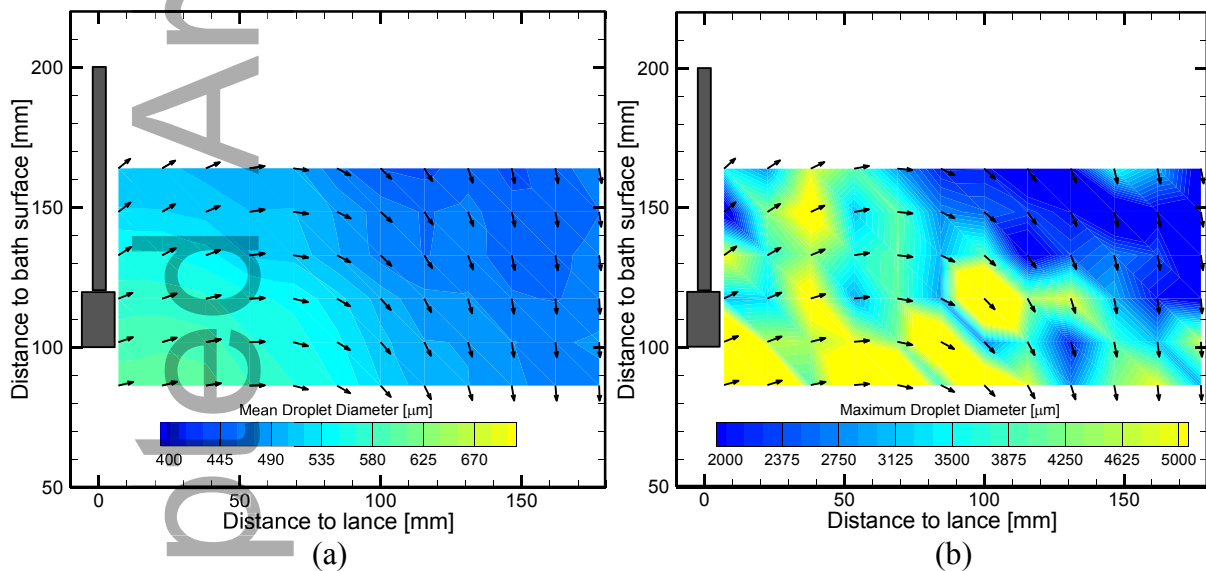 200
150
100
50
0
50
100
150
Distance to bath surface [mm]
Distance to lance [mm]
Mean Droplet Diameter [μm]
400 445 490 535 580 625 670
(a)
200
150
100
50
0
50
100
150
Distance to bath surface [mm]
Distance to lance [mm]
Maximum Droplet Diameter [μm]
2000 2375 2750 3125 3500 3875 4250 4625 5000
(b)
pted Ar